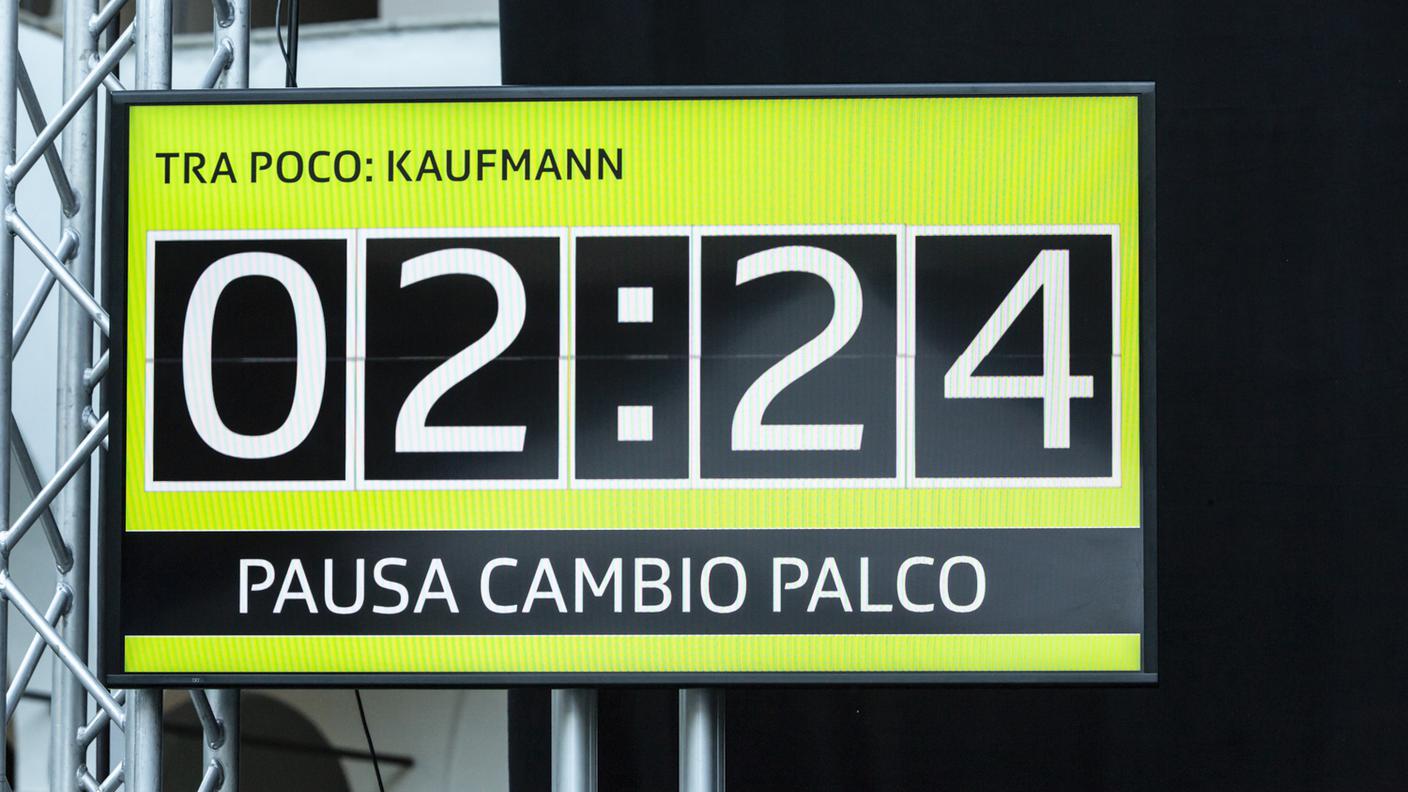 TRA POCO: KAUFMANN
02:24
PAUSA CAMBIO PALCO